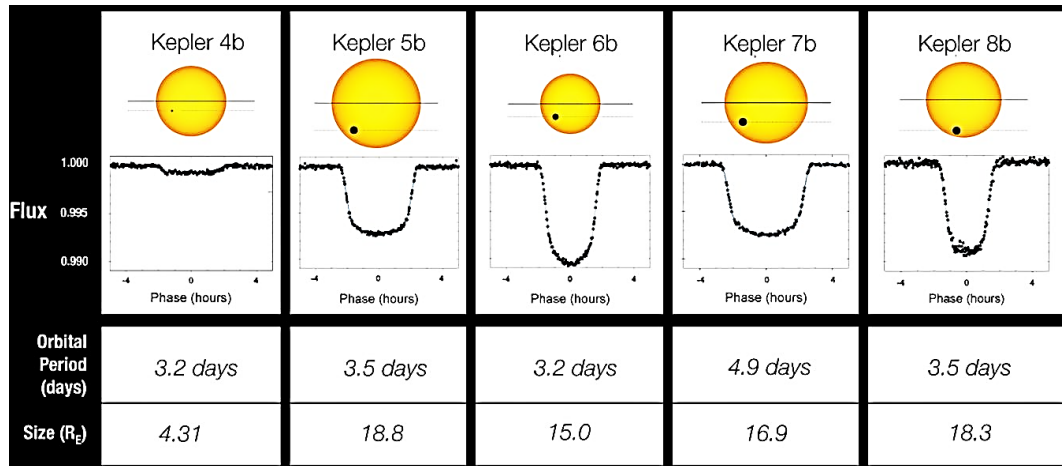 Kepler 4b Kepler 5b Kepler 6b Kepler 7b Kepler 8b
1.000
Flux 0.995
0.990
-4 0 4 -4 0 4 -4 0 4 -4 0 4 -4 0 4
Phase (hours) Phase (hours) Phase (hours) Phase (hours) Phase (hours)
Orbital
Period
(days)
3.2 days 3.5 days 3.2 days 4.9 days 3.5 days
Size (R_E) 4.31 18.8 15.0 16.9 18.3